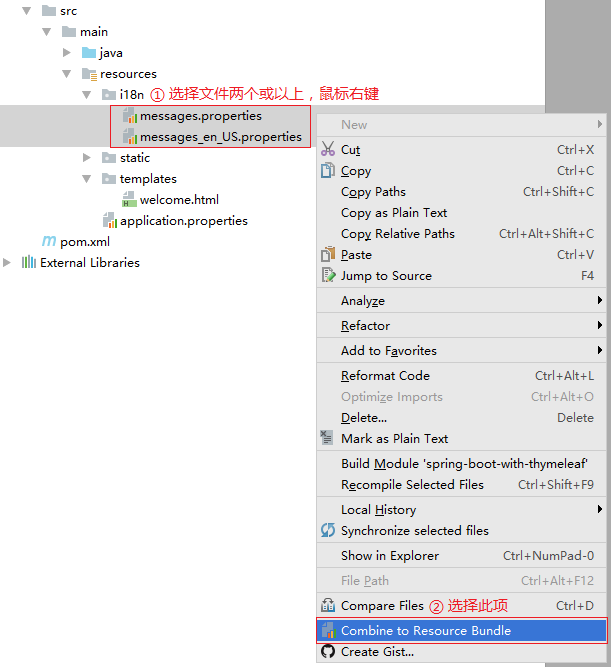 src
main
java
resources
i18n ① 选择文件两个或以上，鼠标右键
messages.properties
messages_en_US.properties
static
templates
welcome.html
application.properties
pom.xml
External Libraries
New
Cut Ctrl+X
Copy Ctrl+C
Copy Paths Ctrl+Shift+C
Copy as Plain Text
Copy Relative Paths Ctrl+Alt+Shift+C
Paste Ctrl+V
Jump to Source F4
Analyze
Refactor
Add to Favorites
Reformat Code Ctrl+Alt+L
Optimize Imports Ctrl+Alt+O
Delete... Delete
Mark as Plain Text
Build Module 'spring-boot-with-thymeleaf'
Recompile Selected Files Ctrl+Shift+F9
Local History
Synchronize selected files
Show in Explorer Ctrl+NumPad-0
File Path Ctrl+Alt+F12
Compare Files ② 选择此项 Ctrl+D
Combine to Resource Bundle
Create Gist...